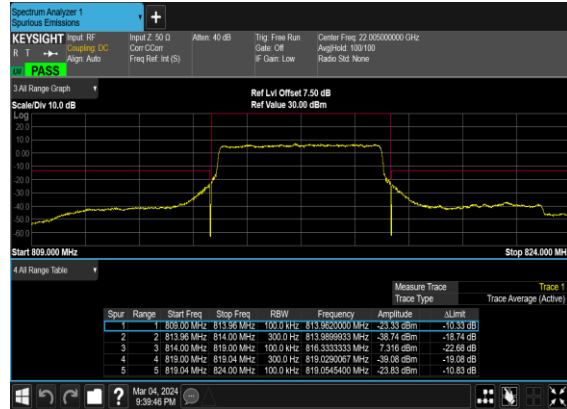 Spectrum Analyzer 1
Spurious Emissions
+
KEYSIGHT Input: RF Input Z: 50 Ω Atten: 40 dB Trig: Free Run Center Freq: 22.005000000 GHz
R T Coupling: DC Corr CCorr Gate: Off Avg|Hold: 100/100
Align: Auto Freq Ref: Int (S) IF Gain: Low Radio Std: None
PASS
3 All Range Graph Ref Lvl Offset 7.50 dB
Scale/Div 10.0 dB Ref Value 30.00 dBm
Log
20.0
10.0
0.00
-10.0
-20.0
-30.0
-40.0
-50.0
-60.0
Start 809.000 MHz Stop 824.000 MH
4 All Range Table
Measure Trace Trace 1
Trace Type Trace Average (Active)
Spur Range Start Freq Stop Freq RBW Frequency Amplitude ΔLimit
1 1 809.00 MHz 813.96 MHz 100.0 kHz 813.9620000 MHz -23.33 dBm -10.33 dB
2 2 813.96 MHz 814.00 MHz 300.0 Hz 813.9899933 MHz -38.74 dBm -18.74 dB
3 3 814.00 MHz 819.00 MHz 100.0 kHz 816.3333333 MHz 7.316 dBm -22.68 dB
4 4 819.00 MHz 819.04 MHz 300.0 Hz 819.0290067 MHz -39.08 dBm -19.08 dB
5 5 819.04 MHz 824.00 MHz 100.0 kHz 819.0545400 MHz -23.83 dBm -10.83 dB
? Mar 04, 2024
9:39:46 PM